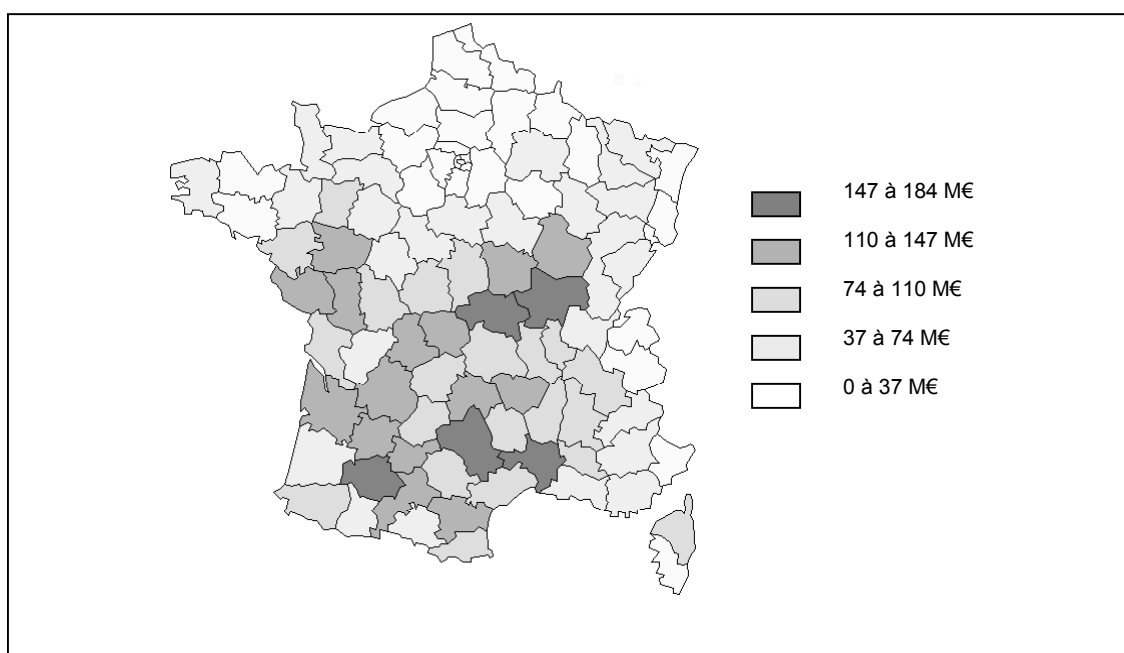 147 à 184 M€
110 à 147 M€
74 à 110 M€
37 à 74 M€
0 à 37 M€